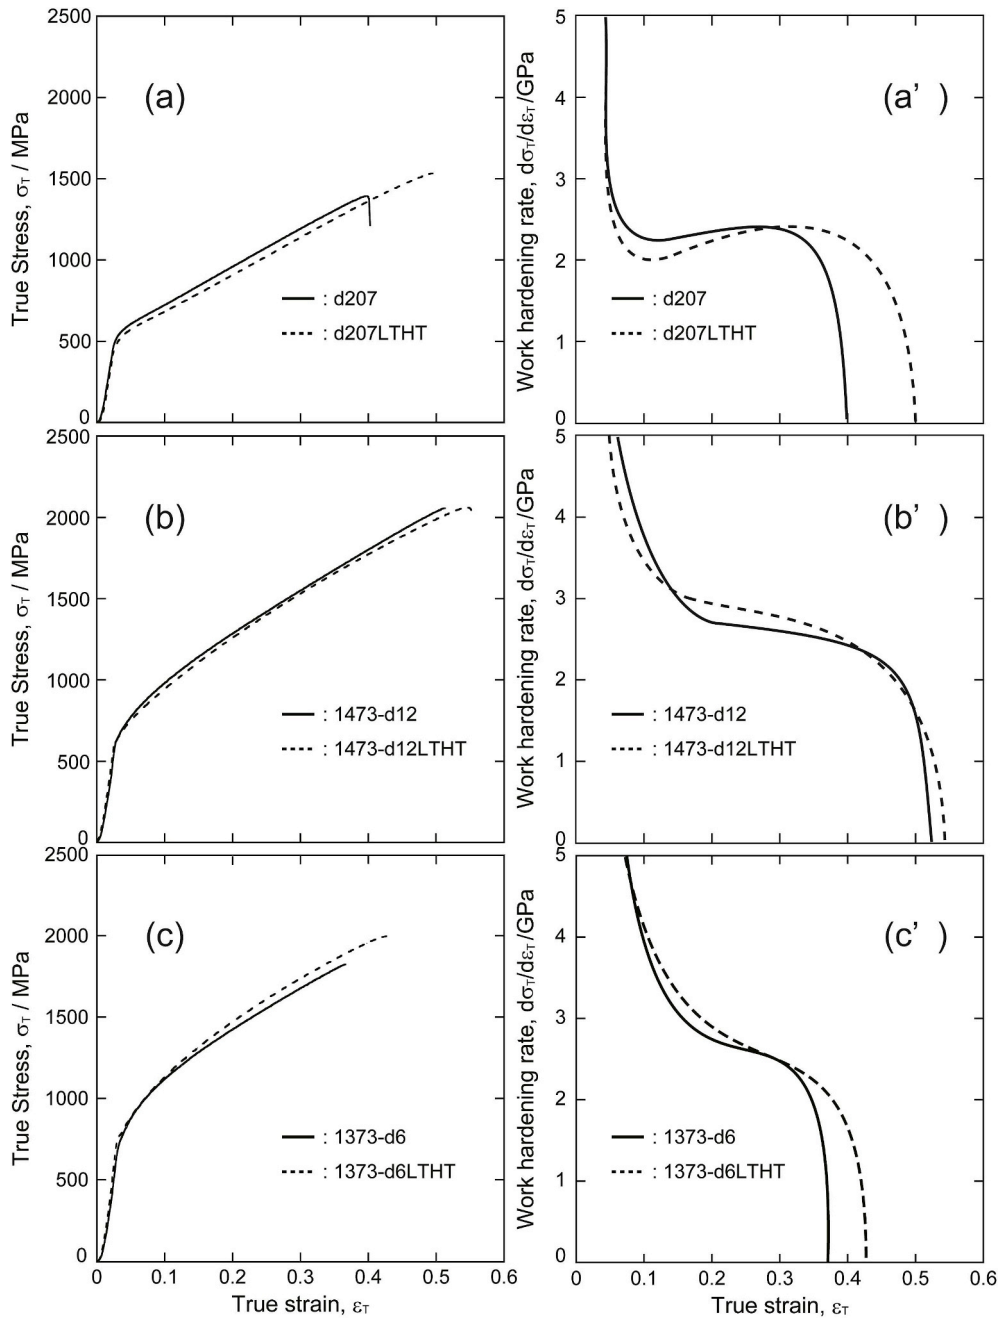 2500
2000
1500
1000
500
0
True Stress, σT / MPa
(a)
: d207
: d207LTHT
5
4
3
2
1
0
Work hardening rate, dσT/dεT/GPa
(a’ )
: d207
: d207LTHT
2500
2000
1500
1000
500
0
True Stress, σT / MPa
(b)
: 1473-d12
: 1473-d12LTHT
5
4
3
2
1
0
Work hardening rate, dσT/dεT/GPa
(b’ )
: 1473-d12
: 1473-d12LTHT
2500
2000
1500
1000
500
0
True Stress, σT / MPa
(c)
: 1373-d6
: 1373-d6LTHT
0 0.1 0.2 0.3 0.4 0.5 0.6
True strain, εT
5
4
3
2
1
0
Work hardening rate, dσT/dεT/GPa
(c’ )
: 1373-d6
: 1373-d6LTHT
0 0.1 0.2 0.3 0.4 0.5 0.6
True strain, εT